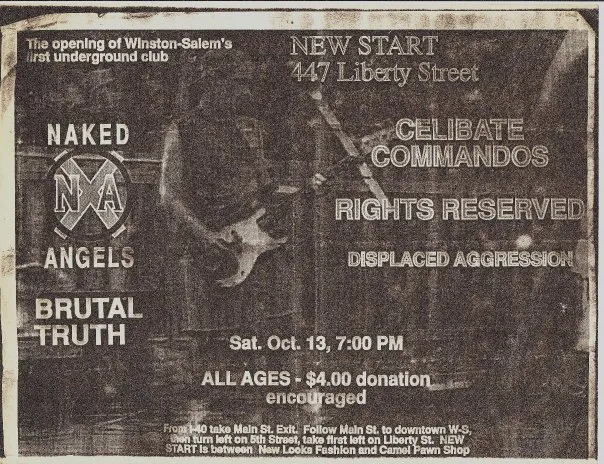 The opening of Winston-Salem's
first underground club
NEW START
447 Liberty Street
NAKED
NXA
ANGELS
BRUTAL
TRUTH
CELIBATE
COMMANDOS
RIGHTS RESERVED
DISPLACED AGGRESSION
Sat. Oct. 13, 7:00 PM
ALL AGES - $4.00 donation
encouraged
From I-40 take Main St. Exit. Follow Main St. to downtown W-S,
then turn left on 5th Street, take first left on Liberty St. NEW
START is between New Looks Fashion and Camel Pawn Shop